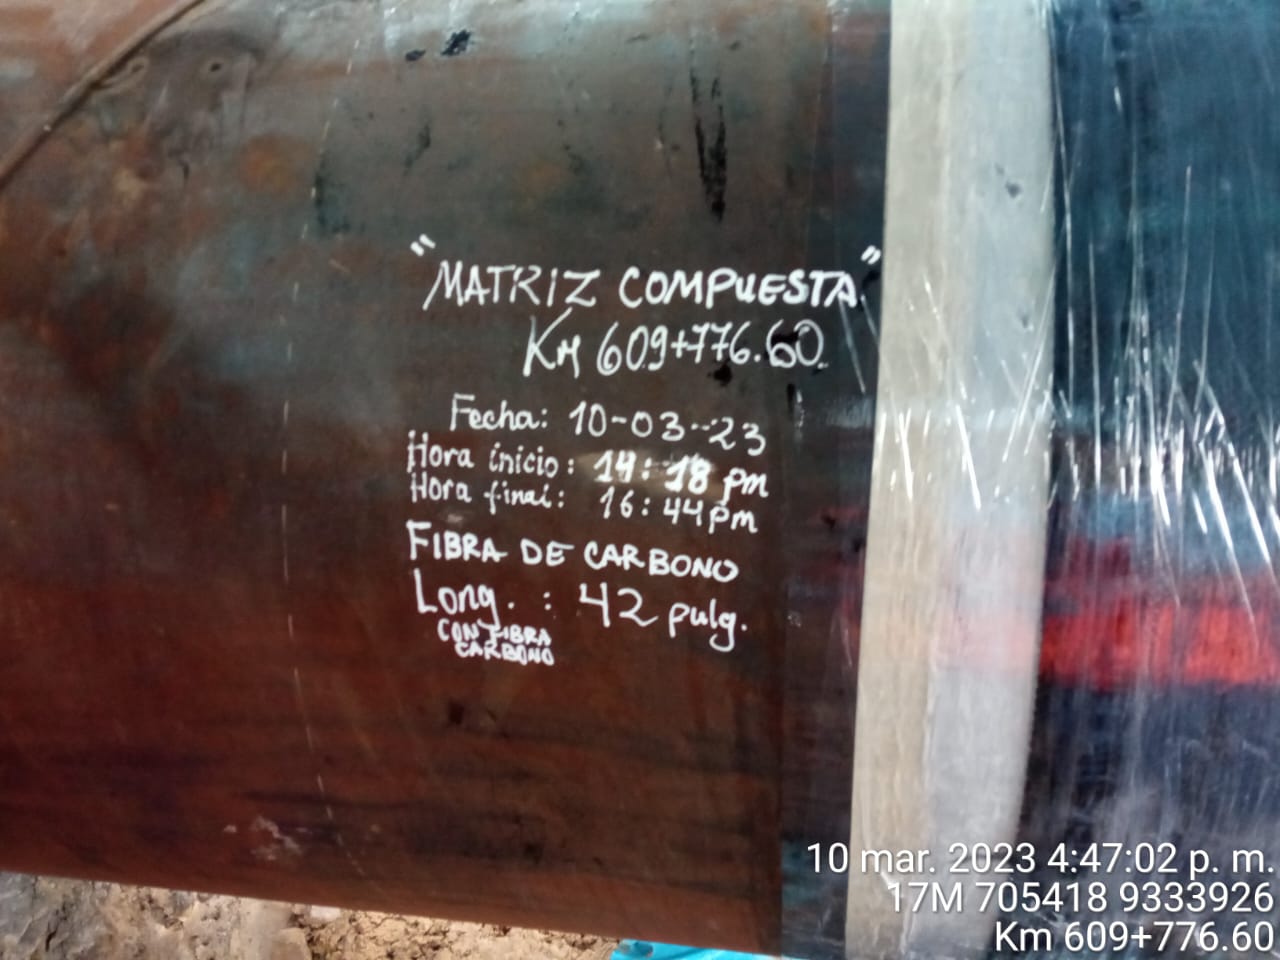 "MATRIZ COMPUESTA"
Km 609+776.60
Fecha: 10-03-23
Hora inicio: 14:18 pm
Hora final: 16:44 pm
FIBRA DE CARBONO
Long. : 42 pulg.
CON FIBRA
CARBONO
10 mar. 2023 4:47:02 p. m.
17M 705418 9333926
Km 609+776.60